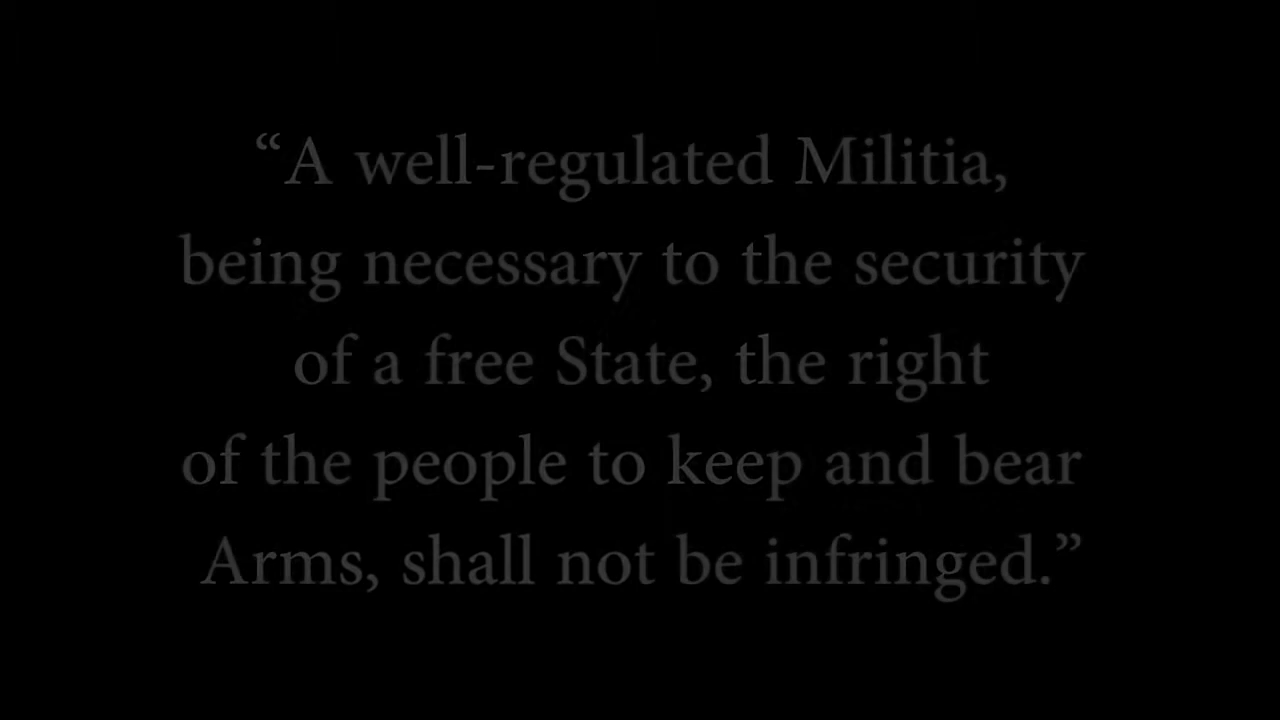 “A well-regulated Militia,
being necessary to the security
of a free State, the right
of the people to keep and bear
Arms, shall not be infringed.”